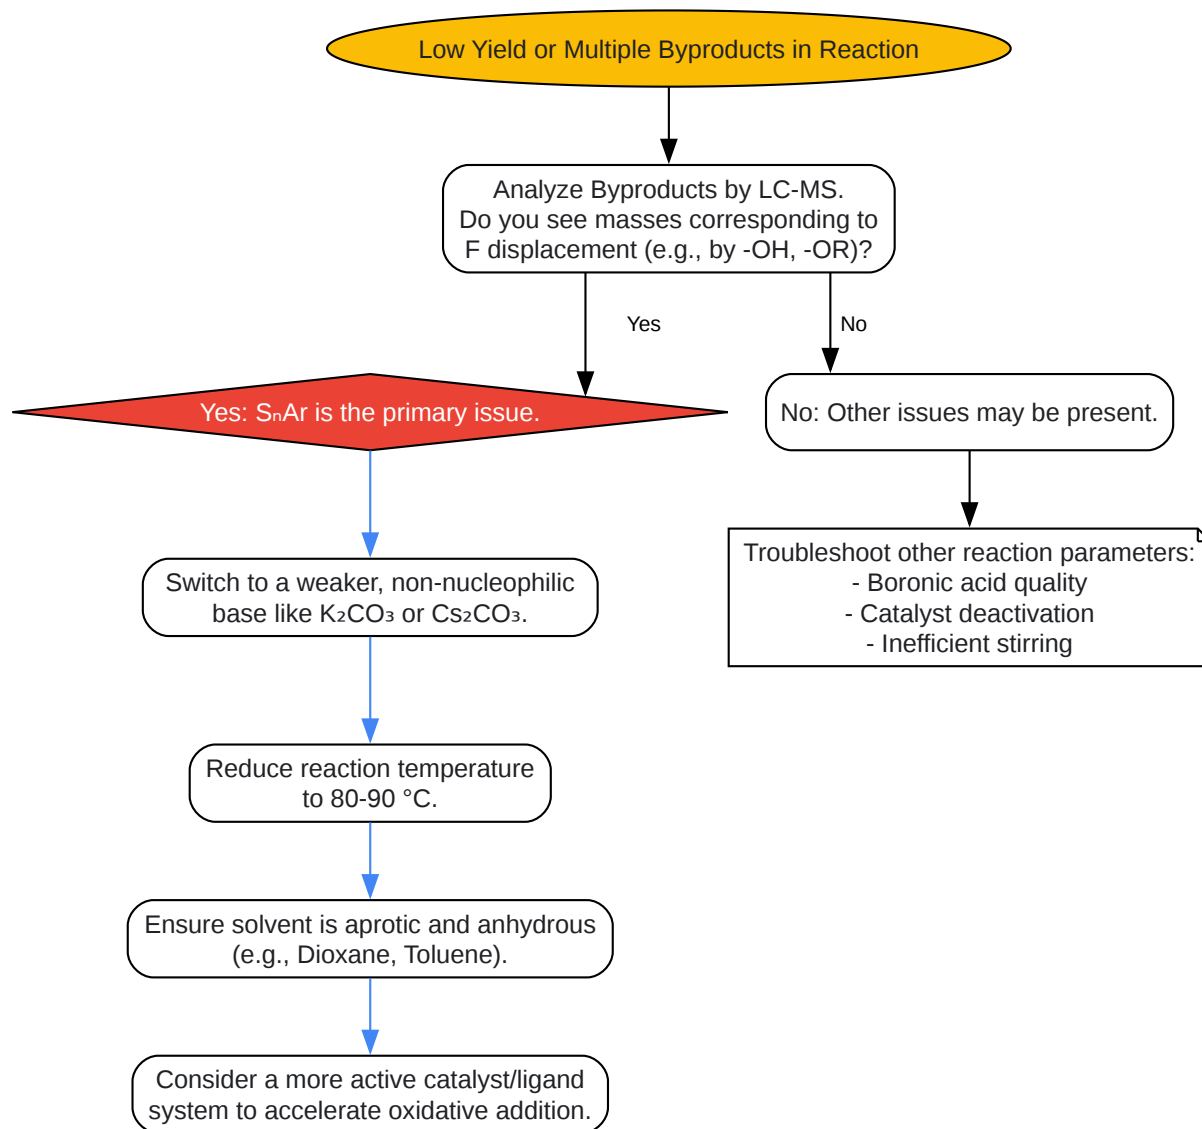 Low Yield or Multiple Byproducts in Reaction
Analyze Byproducts by LC-MS.
Do you see masses corresponding to
F displacement (e.g., by -OH, -OR)?
Yes
No
Yes: SₙAr is the primary issue.
No: Other issues may be present.
Switch to a weaker, non-nucleophilic
base like K₂CO₃ or Cs₂CO₃.
Troubleshoot other reaction parameters:
- Boronic acid quality
- Catalyst deactivation
- Inefficient stirring
Reduce reaction temperature
to 80-90 °C.
Ensure solvent is aprotic and anhydrous
(e.g., Dioxane, Toluene).
Consider a more active catalyst/ligand
system to accelerate oxidative addition.